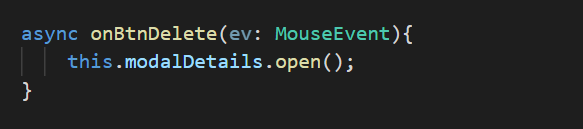 async onBtnDelete(ev: MouseEvent){
this.modalDetails.open();
}